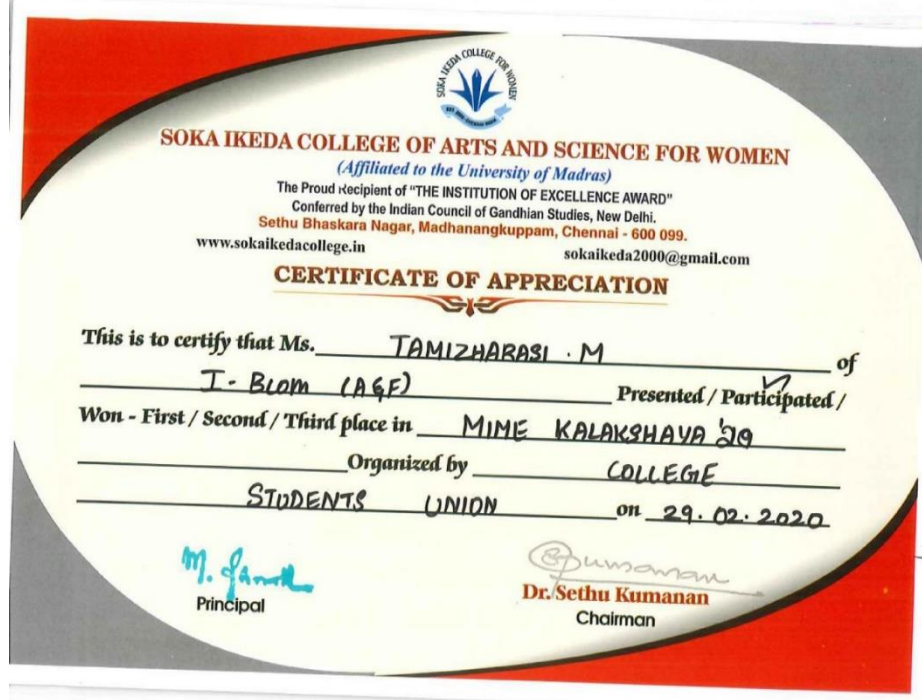 SOKA IKEDA COLLEGE FOR WOMEN
SOKA IKEDA COLLEGE OF ARTS AND SCIENCE FOR WOMEN
(Affiliated to the University of Madras)
The Proud Recipient of "THE INSTITUTION OF EXCELLENCE AWARD"
Conferred by the Indian Council of Gandhian Studies, New Delhi.
Sethu Bhaskara Nagar, Madhanangkuppam, Chennai - 600 099.
www.sokaikedacollege.in sokaikeda2000@gmail.com
CERTIFICATE OF APPRECIATION
This is to certify that Ms. TAMIZHARASI . M of
I - BCom (A&F) Presented / Participated /
Won - First / Second / Third place in MIME KALAKSHAYA
Organized by COLLEGE
STUDENTS UNION on 29. 02. 2020
M.
Principal
Dr. Sethu Kumanan
Chairman